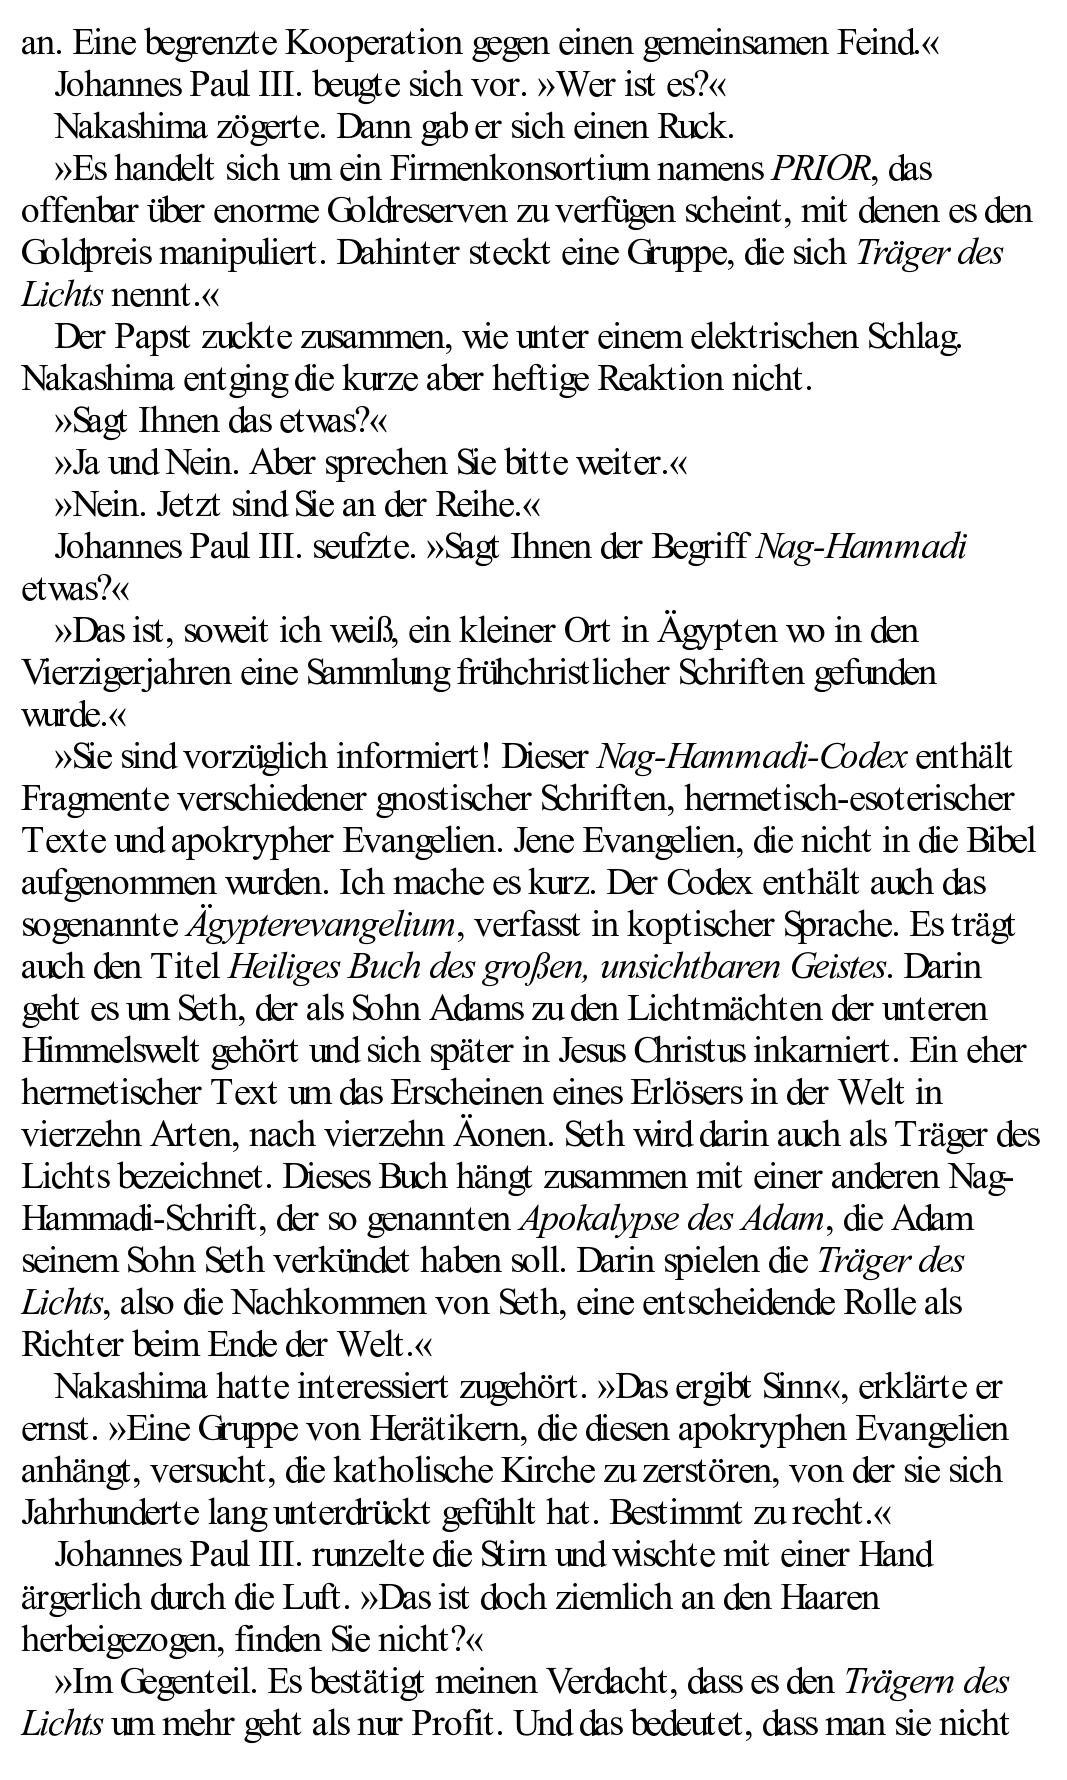 an. Eine begrenzte Kooperation gegen einen gemeinsamen Feind.«
Johannes Paul III. beugte sich vor. »Wer ist es?«
Nakashima zögerte. Dann gab er sich einen Ruck.
»Es handelt sich um ein Firmenkonsortium namens PRIOR, das
offenbar über enorme Goldreserven zu verfügen scheint, mit denen es den
Goldpreis manipuliert. Dahinter steckt eine Gruppe, die sich Träger des
Lichts nennt.«
Der Papst zuckte zusammen, wie unter einem elektrischen Schlag.
Nakashima entging die kurze aber heftige Reaktion nicht.
»Sagt Ihnen das etwas?«
»Ja und Nein. Aber sprechen Sie bitte weiter.«
»Nein. Jetzt sind Sie an der Reihe.«
Johannes Paul III. seufzte. »Sagt Ihnen der Begriff Nag-Hammadi
etwas?«
»Das ist, soweit ich weiß, ein kleiner Ort in Ägypten wo in den
Vierzigerjahren eine Sammlung frühchristlicher Schriften gefunden
wurde.«
»Sie sind vorzüglich informiert! Dieser Nag-Hammadi-Codex enthält
Fragmente verschiedener gnostischer Schriften, hermetisch-esoterischer
Texte und apokrypher Evangelien. Jene Evangelien, die nicht in die Bibel
aufgenommen wurden. Ich mache es kurz. Der Codex enthält auch das
sogenannte Ägypterevangelium, verfasst in koptischer Sprache. Es trägt
auch den Titel Heiliges Buch des großen, unsichtbaren Geistes. Darin
geht es um Seth, der als Sohn Adams zu den Lichtmächten der unteren
Himmelswelt gehört und sich später in Jesus Christus inkarniert. Ein eher
hermetischer Text um das Erscheinen eines Erlösers in der Welt in
vierzehn Arten, nach vierzehn Äonen. Seth wird darin auch als Träger des
Lichts bezeichnet. Dieses Buch hängt zusammen mit einer anderen Nag-
Hammadi-Schrift, der so genannten Apokalypse des Adam, die Adam
seinem Sohn Seth verkündet haben soll. Darin spielen die Träger des
Lichts, also die Nachkommen von Seth, eine entscheidende Rolle als
Richter beim Ende der Welt.«
Nakashima hatte interessiert zugehört. »Das ergibt Sinn«, erklärte er
ernst. »Eine Gruppe von Herätikern, die diesen apokryphen Evangelien
anhängt, versucht, die katholische Kirche zu zerstören, von der sie sich
Jahrhunderte lang unterdrückt gefühlt hat. Bestimmt zu recht.«
Johannes Paul III. runzelte die Stirn und wischte mit einer Hand
ärgerlich durch die Luft. »Das ist doch ziemlich an den Haaren
herbeigezogen, finden Sie nicht?«
»Im Gegenteil. Es bestätigt meinen Verdacht, dass es den Trägern des
Lichts um mehr geht als nur Profit. Und das bedeutet, dass man sie nicht